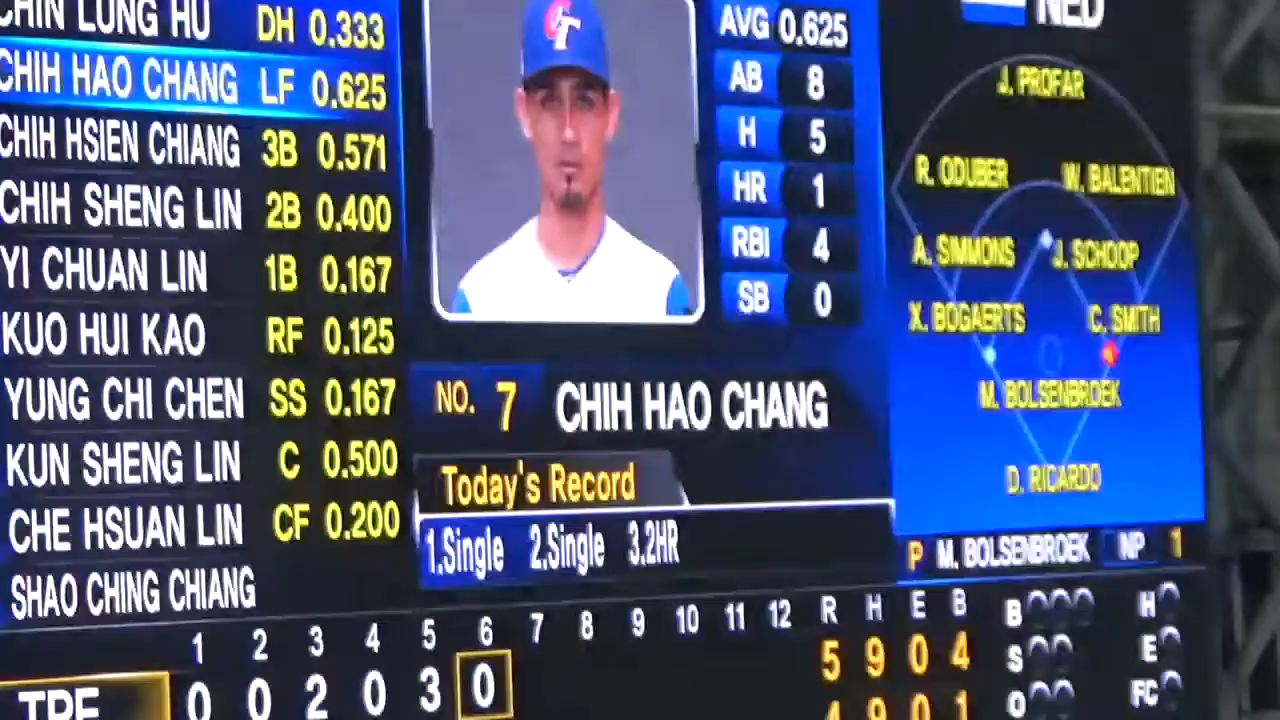 CHIN LUNG HU DH 0.333
CHIH HAO CHANG LF 0.625
CHIH HSIEN CHIANG 3B 0.571
CHIH SHENG LIN 2B 0.400
YI CHUAN LIN 1B 0.167
KUO HUI KAO RF 0.125
YUNG CHI CHEN SS 0.167
KUN SHENG LIN C 0.500
CHE HSUAN LIN CF 0.200
SHAO CHING CHIANG
CT
AVG 0.625
AB 8
H 5
HR 1
RBI 4
SB 0
NO. 7 CHIH HAO CHANG
Today's Record
1.Single 2.Single 3.2HR
NED
J. PROFAR
R. ODUBER W. BALENTIEN
A. SIMMONS J. SCHOOP
X. BOGAERTS C. SMITH
M. BOLSENBROEK
D. RICARDO
P M. BOLSENBROEK NP 1
1 2 3 4 5 6 7 8 9 10 11 12 R H E B
TPE 0 0 2 0 3 0 5 9 0 4
4 9 0 1
B H
S E
O FC